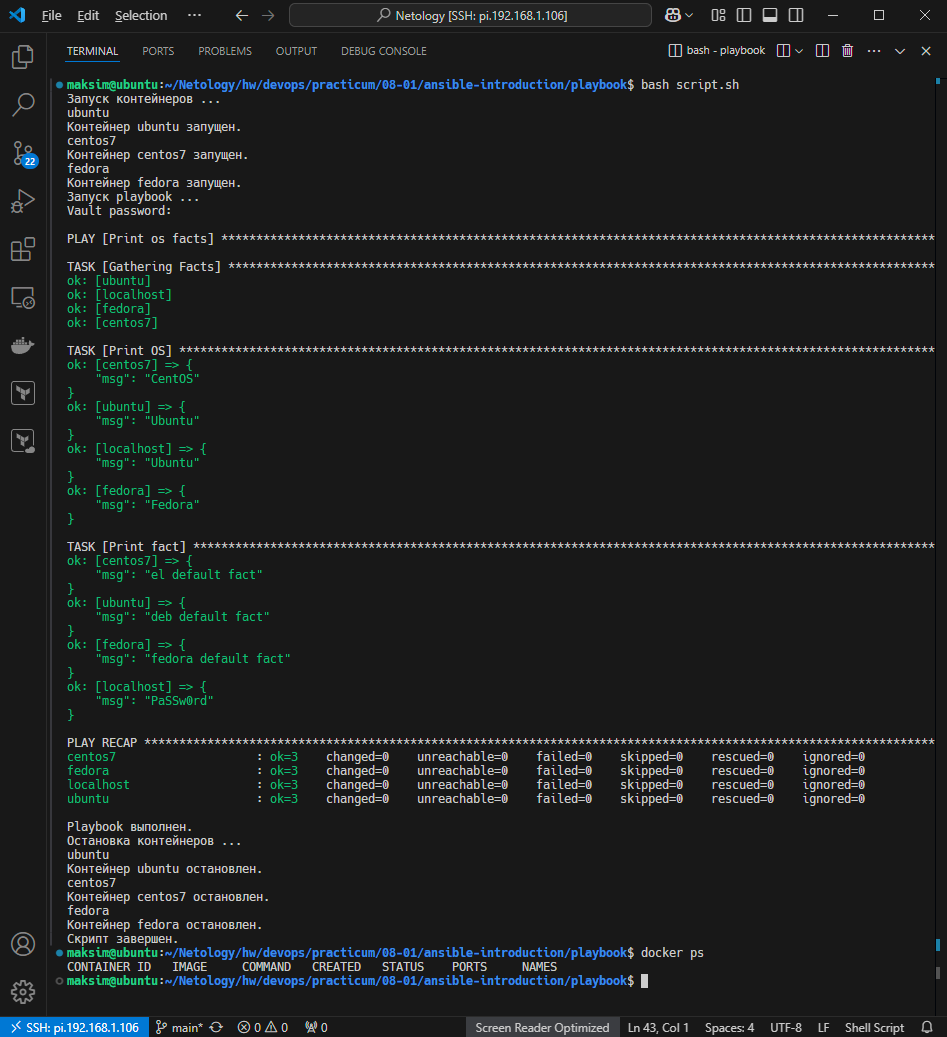 File Edit Selection ··· Netology [SSH: pi.192.168.1.106]
TERMINAL PORTS PROBLEMS OUTPUT DEBUG CONSOLE bash - playbook
22
maksim@ubuntu:~/Netology/hw/devops/practicum/08-01/ansible-introduction/playbook$ bash script.sh
Запуск контейнеров ...
ubuntu
Контейнер ubuntu запущен.
centos7
Контейнер centos7 запущен.
fedora
Контейнер fedora запущен.
Запуск playbook ...
Vault password:
PLAY [Print os facts] *****************************************************************************************************
TASK [Gathering Facts] ****************************************************************************************************
ok: [ubuntu]
ok: [localhost]
ok: [fedora]
ok: [centos7]
TASK [Print OS] ***********************************************************************************************************
ok: [centos7] => {
    "msg": "CentOS"
}
ok: [ubuntu] => {
    "msg": "Ubuntu"
}
ok: [localhost] => {
    "msg": "Ubuntu"
}
ok: [fedora] => {
    "msg": "Fedora"
}
TASK [Print fact] *********************************************************************************************************
ok: [centos7] => {
    "msg": "el default fact"
}
ok: [ubuntu] => {
    "msg": "deb default fact"
}
ok: [fedora] => {
    "msg": "fedora default fact"
}
ok: [localhost] => {
    "msg": "PaSSw0rd"
}
PLAY RECAP ****************************************************************************************************************
centos7                    : ok=3    changed=0    unreachable=0    failed=0    skipped=0    rescued=0    ignored=0
fedora                     : ok=3    changed=0    unreachable=0    failed=0    skipped=0    rescued=0    ignored=0
localhost                  : ok=3    changed=0    unreachable=0    failed=0    skipped=0    rescued=0    ignored=0
ubuntu                     : ok=3    changed=0    unreachable=0    failed=0    skipped=0    rescued=0    ignored=0
Playbook выполнен.
Остановка контейнеров ...
ubuntu
Контейнер ubuntu остановлен.
centos7
Контейнер centos7 остановлен.
fedora
Контейнер fedora остановлен.
Скрипт завершен.
maksim@ubuntu:~/Netology/hw/devops/practicum/08-01/ansible-introduction/playbook$ docker ps
CONTAINER ID   IMAGE     COMMAND   CREATED   STATUS    PORTS     NAMES
maksim@ubuntu:~/Netology/hw/devops/practicum/08-01/ansible-introduction/playbook$
SSH: pi.192.168.1.106 main* 0 0 0 Screen Reader Optimized Ln 43, Col 1 Spaces: 4 UTF-8 LF Shell Script